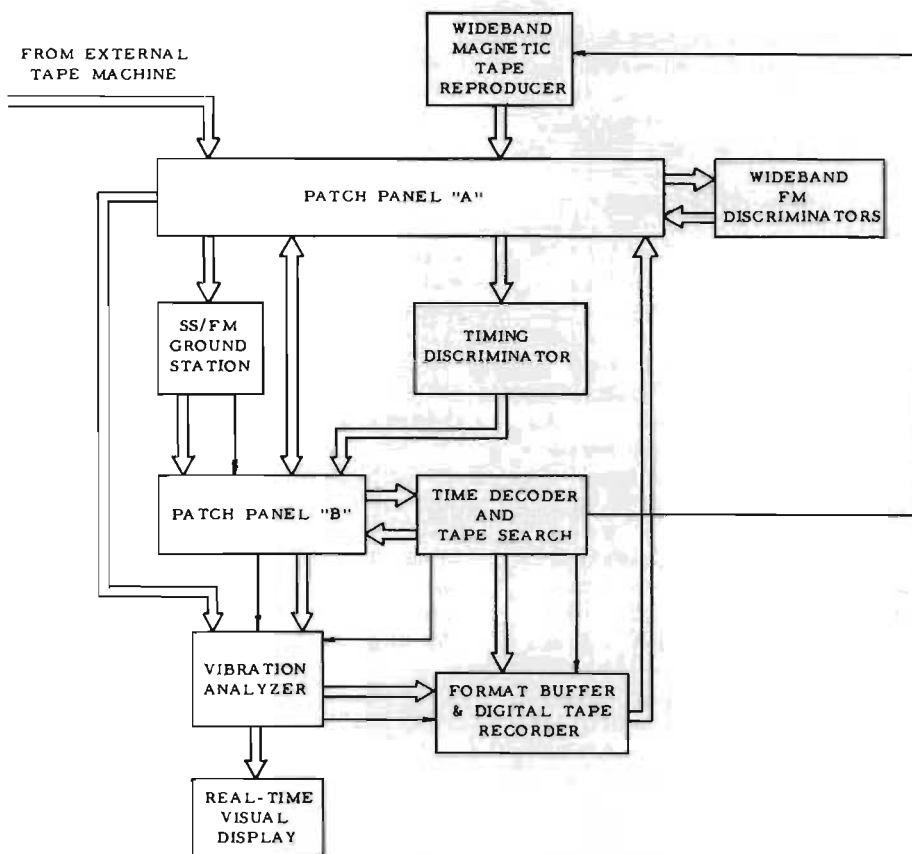 FROM EXTERNAL
TAPE MACHINE
WIDEBAND
MAGNETIC
TAPE
REPRODUCER
PATCH PANEL "A"
WIDEBAND
FM
DISCRIMINATORS
SS/FM
GROUND
STATION
TIMING
DISCRIMINATOR
PATCH PANEL "B"
TIME DECODER
AND
TAPE SEARCH
VIBRATION
ANALYZER
FORMAT BUFFER
& DIGITAL TAPE
RECORDER
REAL-TIME
VISUAL
DISPLAY